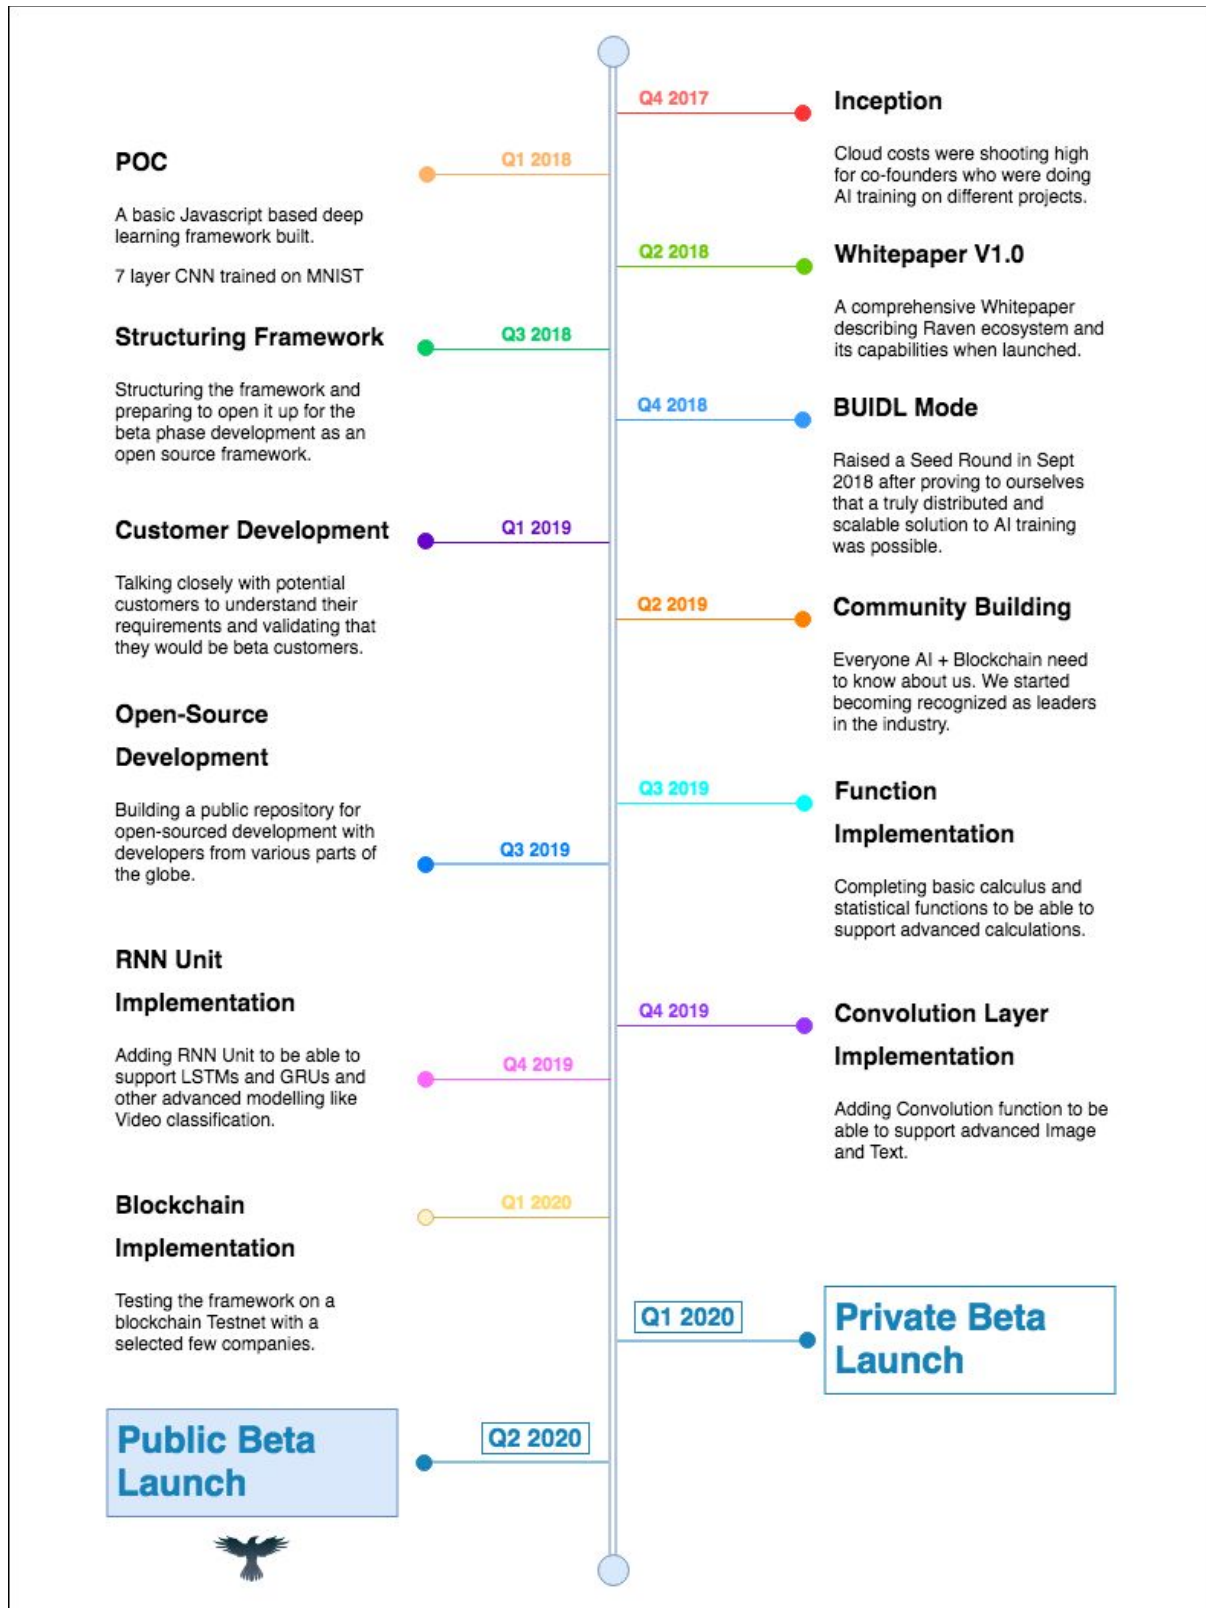 Q4 2017
Inception
Cloud costs were shooting high
for co-founders who were doing
AI training on different projects.
Q1 2018
POC
A basic Javascript based deep
learning framework built.
7 layer CNN trained on MNIST
Q2 2018
Whitepaper V1.0
A comprehensive Whitepaper
describing Raven ecosystem and
its capabilities when launched.
Q3 2018
Structuring Framework
Structuring the framework and
preparing to open it up for the
beta phase development as an
open source framework.
Q4 2018
BUIDL Mode
Raised a Seed Round in Sept
2018 after proving to ourselves
that a truly distributed and
scalable solution to AI training
was possible.
Q1 2019
Customer Development
Talking closely with potential
customers to understand their
requirements and validating that
they would be beta customers.
Q2 2019
Community Building
Everyone AI + Blockchain need
to know about us. We started
becoming recognized as leaders
in the industry.
Q3 2019
Function
Implementation
Completing basic calculus and
statistical functions to be able to
support advanced calculations.
Q3 2019
Open-Source
Development
Building a public repository for
open-sourced development with
developers from various parts of
the globe.
Q4 2019
Convolution Layer
Implementation
Adding Convolution function to be
able to support advanced Image
and Text.
Q4 2019
RNN Unit
Implementation
Adding RNN Unit to be able to
support LSTMs and GRUs and
other advanced modelling like
Video classification.
Q1 2020
Blockchain
Implementation
Testing the framework on a
blockchain Testnet with a
selected few companies.
Q1 2020
Private Beta
Launch
Q2 2020
Public Beta
Launch